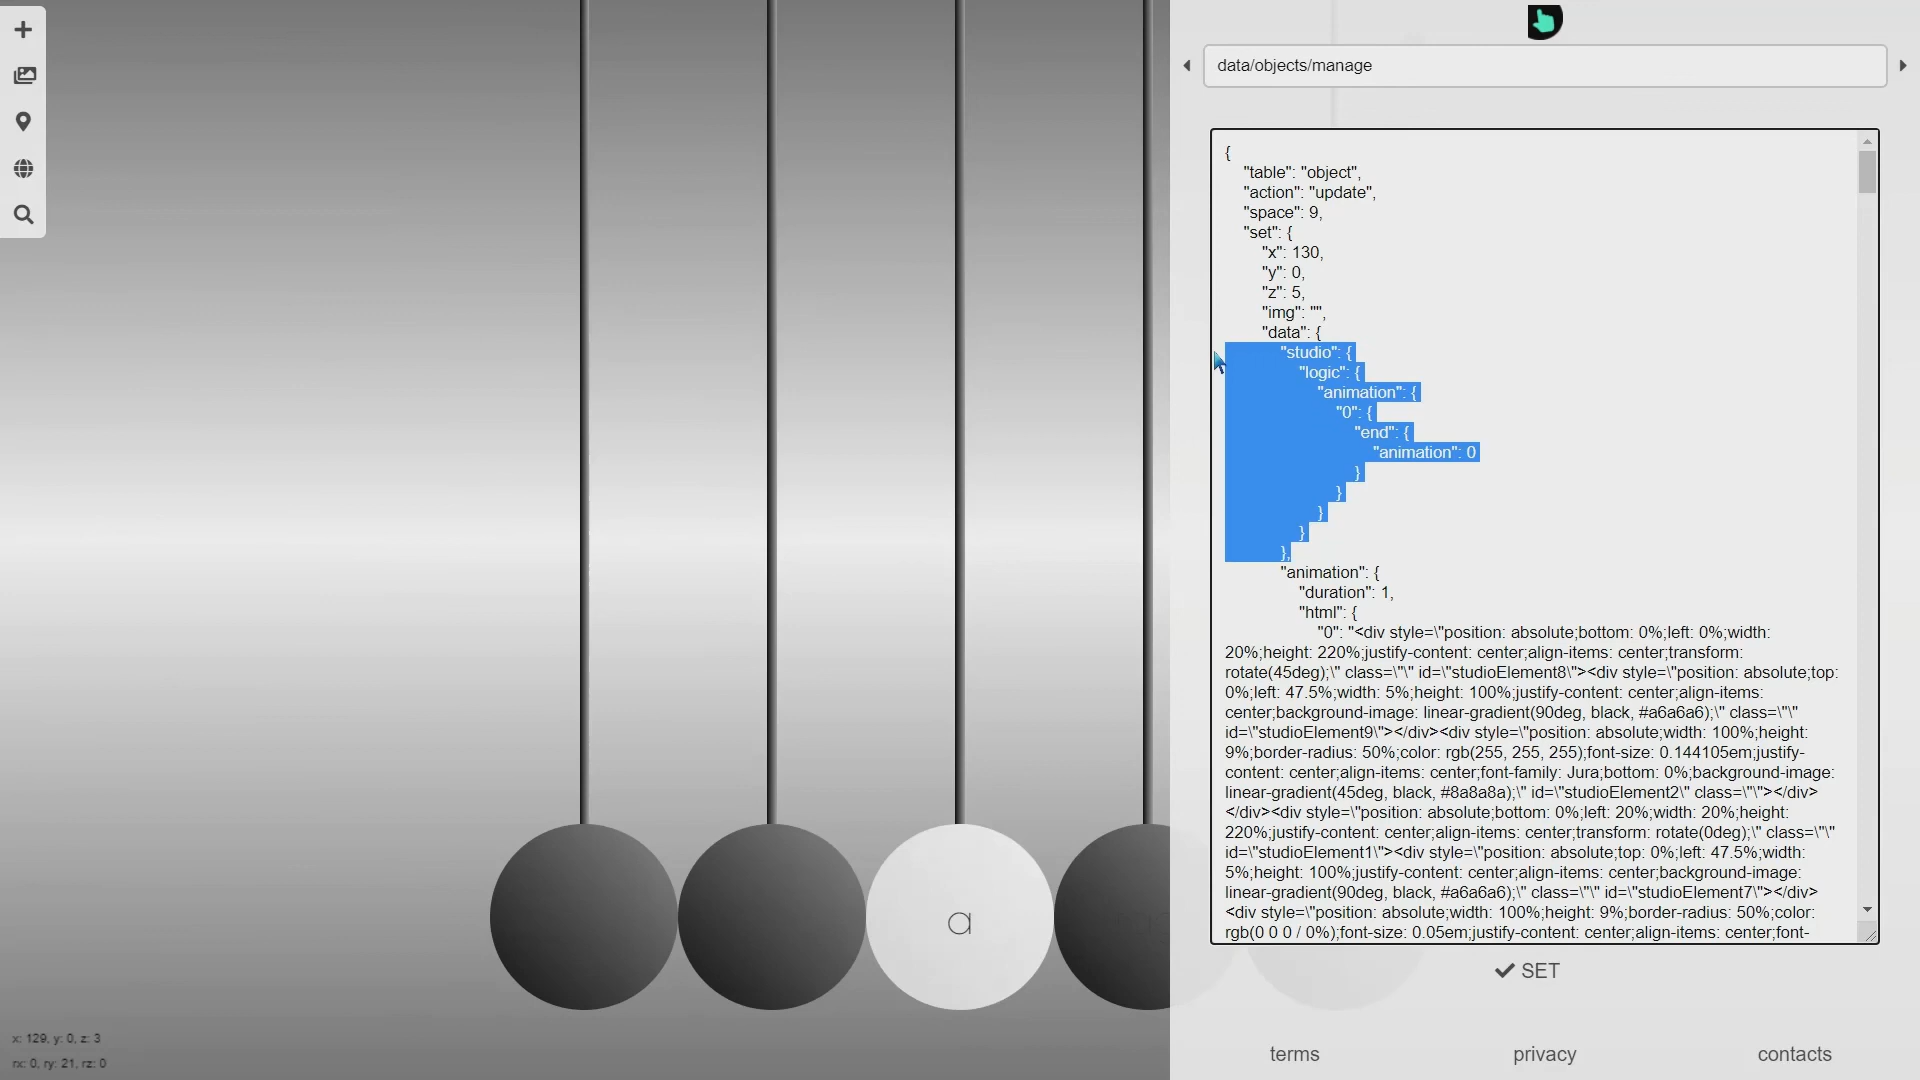 data/objects/manage
{
"table": "object",
"action": "update",
"space": 9,
"set": {
"x": 130,
"y": 0,
"z": 5,
"img": "",
"data": {
"studio": {
"logic": {
"animation": {
"0": {
"end": {
"animation": 0
}
}
}
}
},
"animation": {
"duration": 1,
"html": {
"0": "<div style=\"position: absolute;bottom: 0%;left: 0%;width:
20%;height: 220%;justify-content: center;align-items: center;transform:
rotate(45deg);\" class=\"\" id=\"studioElement8\"><div style=\"position: absolute;top:
0%;left: 47.5%;width: 5%;height: 100%;justify-content: center;align-items:
center;background-image: linear-gradient(90deg, black, #a6a6a6);\" class=\"\"
id=\"studioElement9\"></div><div style=\"position: absolute;width: 100%;height:
9%;border-radius: 50%;color: rgb(255, 255, 255);font-size: 0.144105em;justify-
content: center;align-items: center;font-family: Jura;bottom: 0%;background-image:
linear-gradient(45deg, black, #8a8a8a);\" id=\"studioElement2\" class=\"\"></div>
</div><div style=\"position: absolute;bottom: 0%;left: 20%;width: 20%;height:
220%;justify-content: center;align-items: center;transform: rotate(0deg);\" class=\"\"
id=\"studioElement1\"><div style=\"position: absolute;top: 0%;left: 47.5%;width:
5%;height: 100%;justify-content: center;align-items: center;background-image:
linear-gradient(90deg, black, #a6a6a6);\" class=\"\" id=\"studioElement7\"></div>
<div style=\"position: absolute;width: 100%;height: 9%;border-radius: 50%;color:
rgb(0 0 0 / 0%);font-size: 0.05em;justify-content: center;align-items: center;font-
SET
terms
privacy
contacts
a
x: 129, y: 0, z: 3
rx: 0, ry: 21, rz: 0